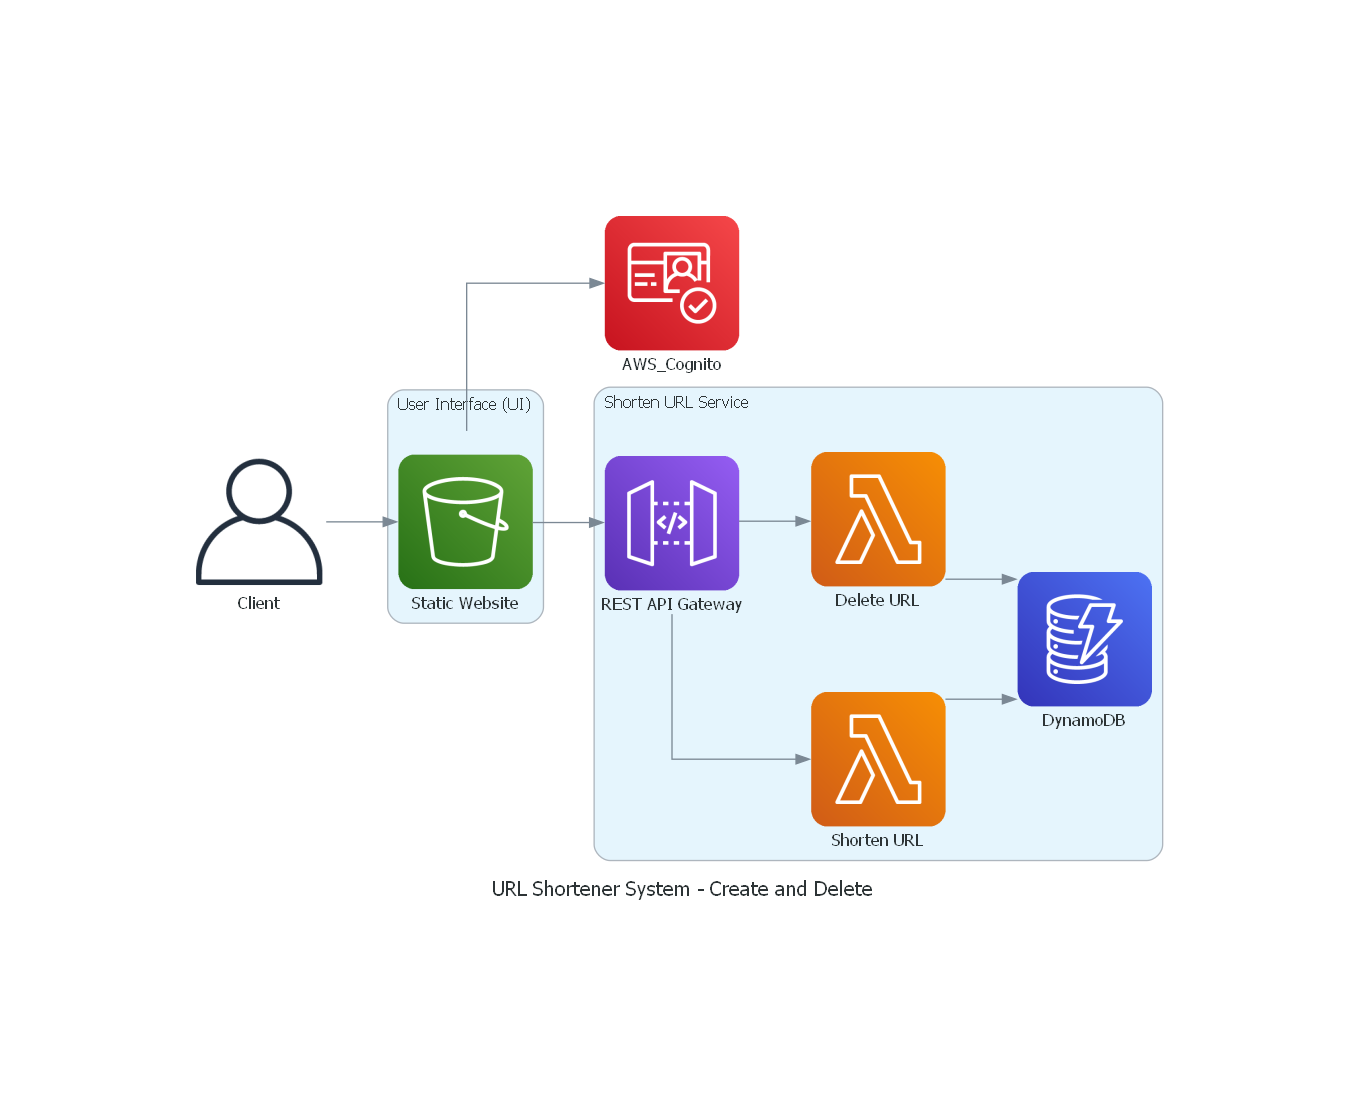 AWS_Cognito
User Interface (UI)
Shorten URL Service
Client
Static Website
REST API Gateway
Delete URL
DynamoDB
Shorten URL
URL Shortener System - Create and Delete